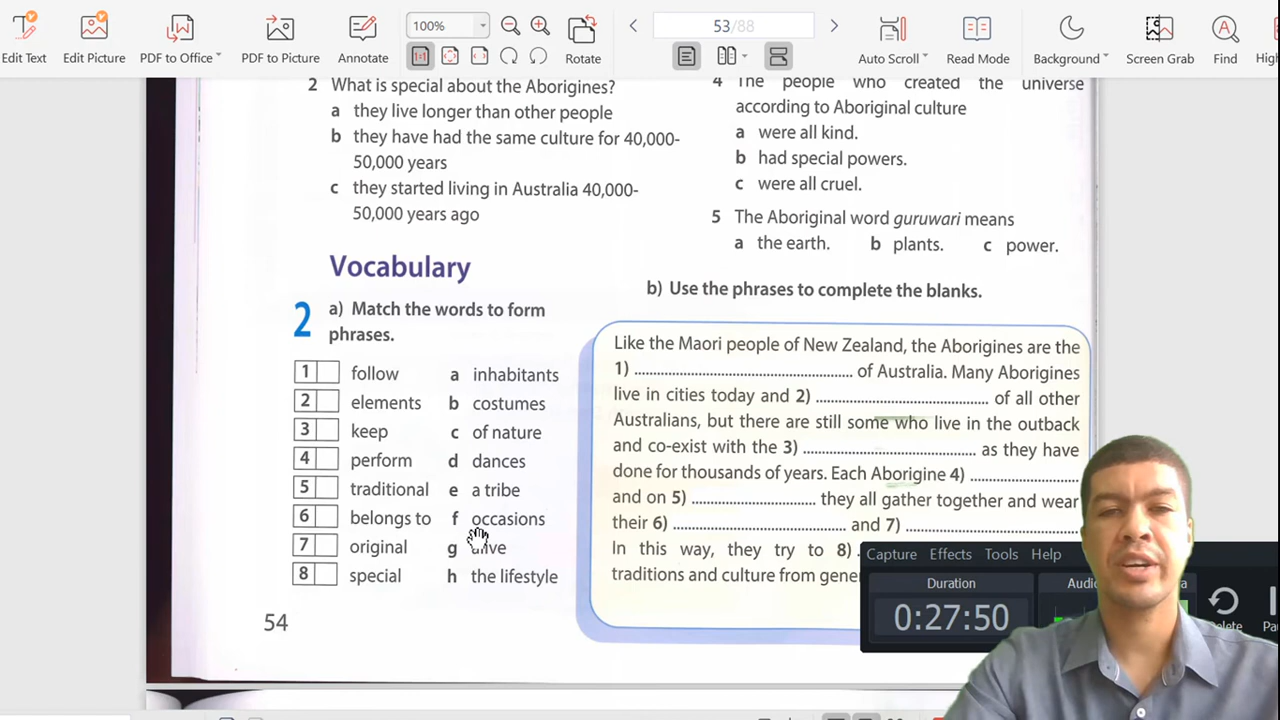 Edit Text
Edit Picture
PDF to Office
PDF to Picture
Annotate
100%
Rotate
53/88
Auto Scroll
Read Mode
Background
Screen Grab
Find
2 What is special about the Aborigines?
a they live longer than other people
b they have had the same culture for 40,000-
50,000 years
c they started living in Australia 40,000-
50,000 years ago
4 The people who created the universe
according to Aboriginal culture
a were all kind.
b had special powers.
c were all cruel.
5 The Aboriginal word guruwari means
a the earth. b plants. c power.
Vocabulary
2 a) Match the words to form
phrases.
1 follow a inhabitants
2 elements b costumes
3 keep c of nature
4 perform d dances
5 traditional e a tribe
6 belongs to f occasions
7 original g alive
8 special h the lifestyle
54
b) Use the phrases to complete the blanks.
Like the Maori people of New Zealand, the Aborigines are the
1) ........................................ of Australia. Many Aborigines
live in cities today and 2) ........................................ of all other
Australians, but there are still some who live in the outback
and co-exist with the 3) ........................................ as they have
done for thousands of years. Each Aborigine 4) .........................
and on 5) ............................ they all gather together and wear
their 6) ........................................ and 7) ........................................
In this way, they try to 8)
traditions and culture from gene
Capture Effects Tools Help
Duration
0:27:50